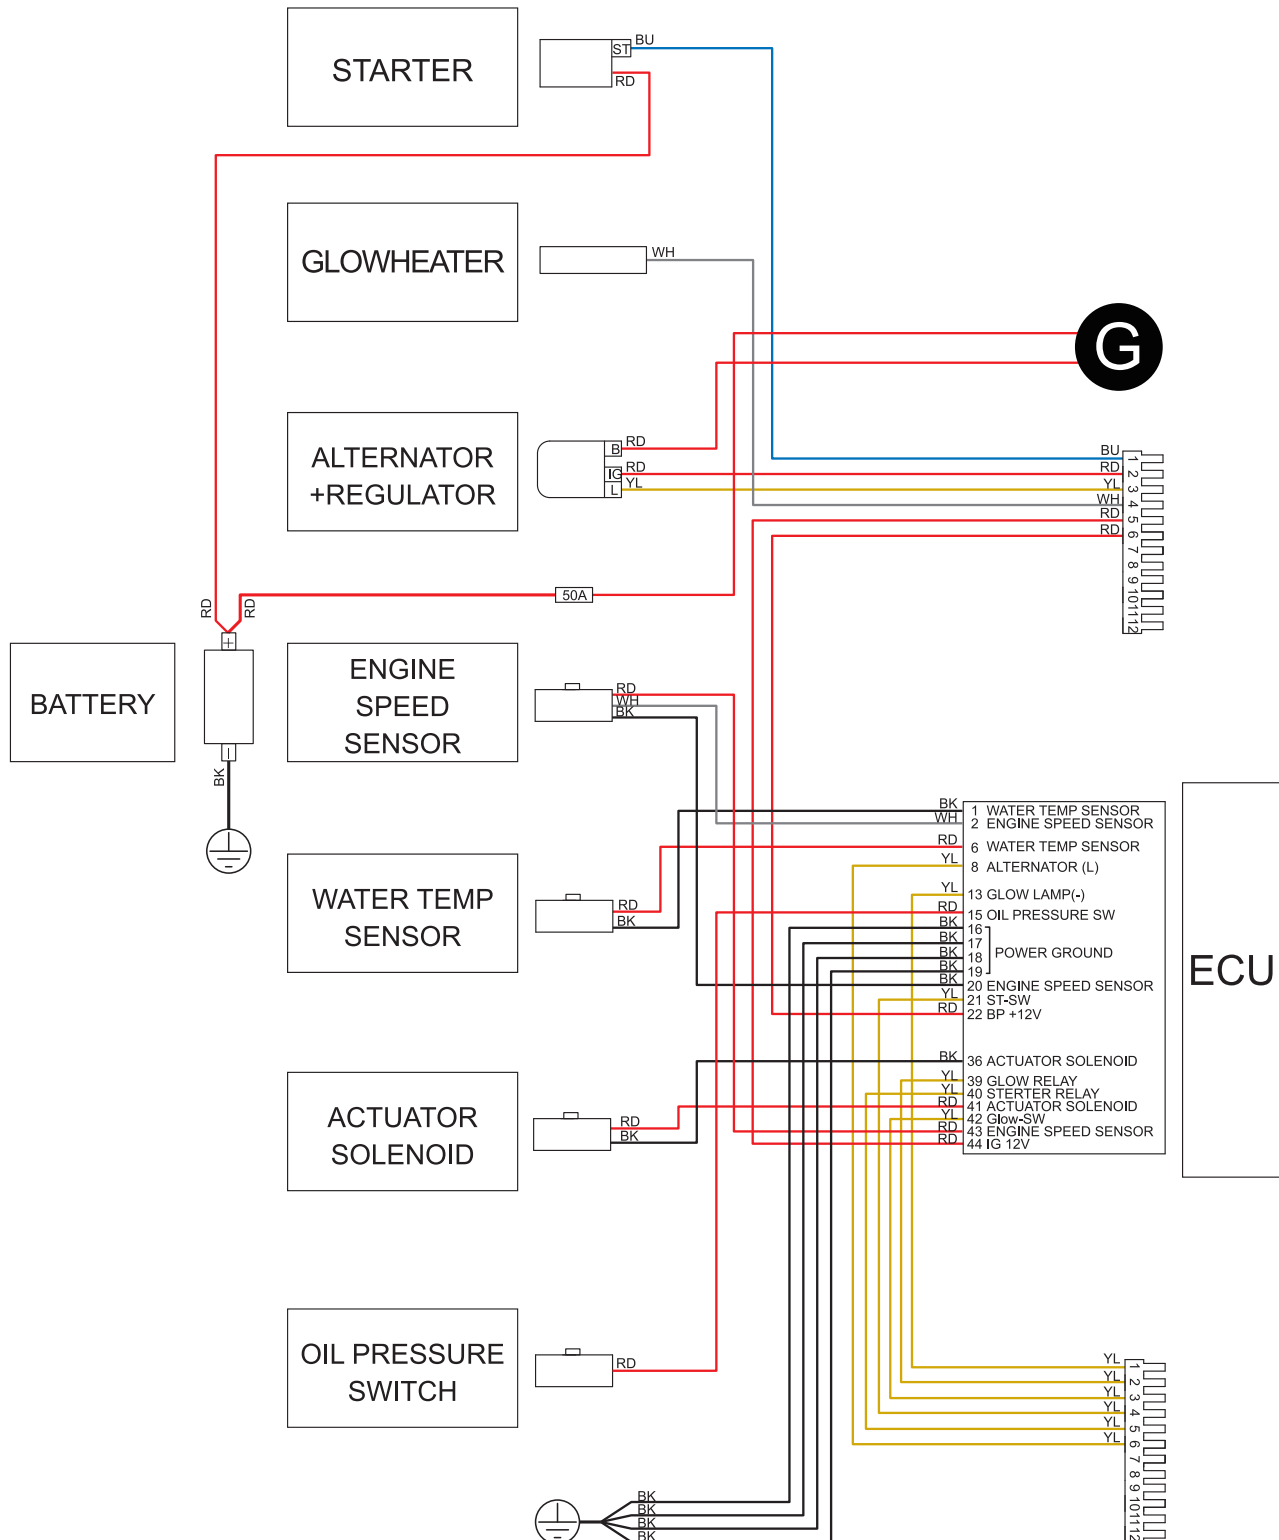 STARTER
ST
BU
RD
GLOWHEATER
WH
G
ALTERNATOR
+REGULATOR
B RD
IG RD
L YL
BU 1
RD 2
YL 3
WH 4
RD 5
RD 6
7
8
9
10
11
12
RD
RD
50A
+
BATTERY
BK
ENGINE
SPEED
SENSOR
RD
WH
BK
WATER TEMP
SENSOR
RD
BK
ACTUATOR
SOLENOID
RD
BK
OIL PRESSURE
SWITCH
RD
BK 1 WATER TEMP SENSOR
WH 2 ENGINE SPEED SENSOR
RD 6 WATER TEMP SENSOR
YL 8 ALTERNATOR (L)
YL 13 GLOW LAMP(-)
RD 15 OIL PRESSURE SW
BK 16
BK 17
BK 18
BK 19
POWER GROUND
BK 20 ENGINE SPEED SENSOR
YL 21 ST-SW
RD 22 BP +12V
BK 36 ACTUATOR SOLENOID
YL 39 GLOW RELAY
YL 40 STERTER RELAY
RD 41 ACTUATOR SOLENOID
YL 42 Glow-SW
RD 43 ENGINE SPEED SENSOR
RD 44 IG 12V
ECU
YL 1
YL 2
YL 3
YL 4
YL 5
YL 6
7
8
9
10
11
12
BK
BK
BK
BK